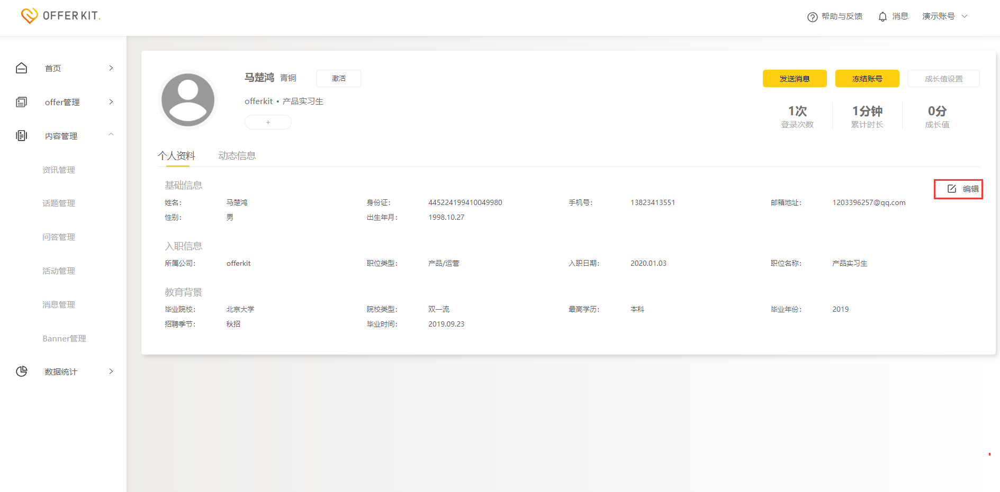 OFFER KIT.
帮助与反馈 消息 演示账号
首页
offer管理
内容管理
资讯管理
话题管理
问答管理
活动管理
消息管理
Banner管理
数据统计
马楚鸿 青铜 激活
offerkit • 产品实习生
+
发送消息 冻结账号 成长值设置
1次 1分钟 0分
登录次数 累计时长 成长值
个人资料 动态信息
基础信息 编辑
姓名: 马楚鸿 身份证: 445224199410049980 手机号: 13823413551 邮箱地址: 1203396257@qq.com
性别: 男 出生年月: 1998.10.27
入职信息
所属公司: offerkit 职位类型: 产品/运营 入职日期: 2020.01.03 职位名称: 产品实习生
教育背景
毕业院校: 北京大学 院校类型: 双一流 最高学历: 本科 毕业年份: 2019
招聘季节: 秋招 毕业时间: 2019.09.23